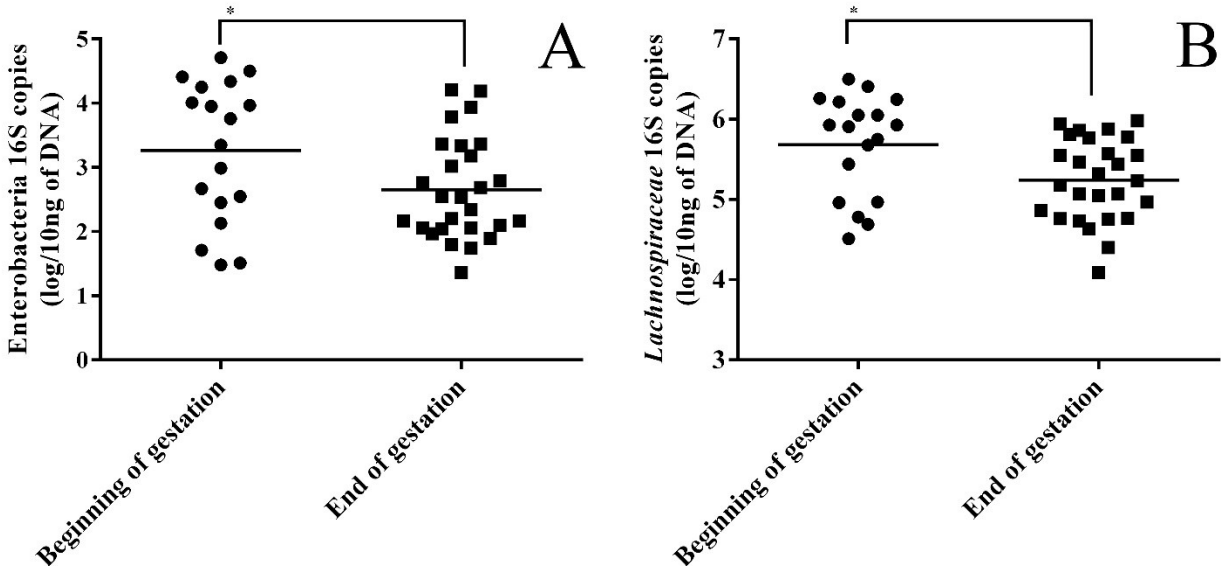 *
A
Enterobacteria 16S copies
(log/10ng of DNA)
5
4
3
2
1
0
Beginning of gestation
End of gestation
*
B
Lachnospiraceae 16S copies
(log/10ng of DNA)
7
6
5
4
3
Beginning of gestation
End of gestation